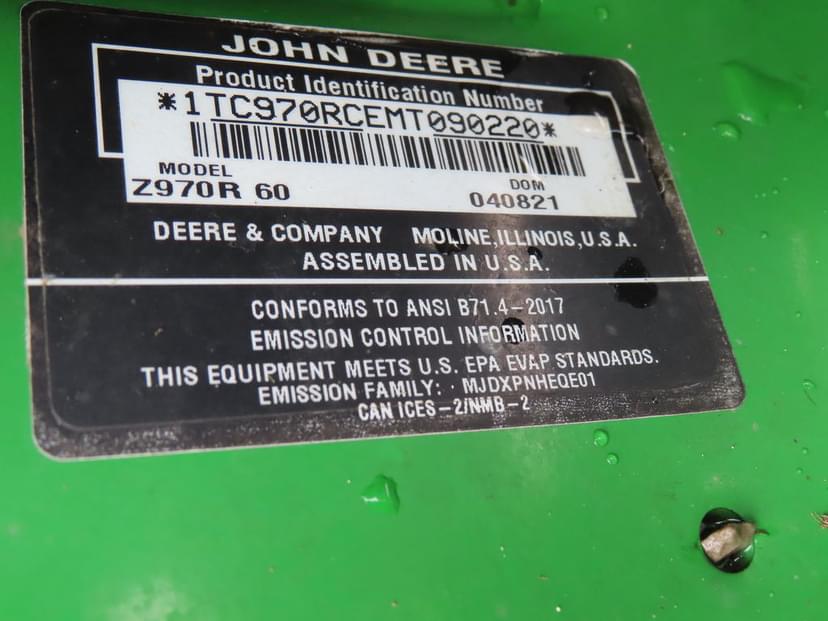 JOHN DEERE
Product Identification Number
*1TC970RCEMT090220*
MODEL DOM
Z970R 60 040821
DEERE & COMPANY MOLINE, ILLINOIS, U.S.A.
ASSEMBLED IN U.S.A.
CONFORMS TO ANSI B71.4-2017
EMISSION CONTROL INFORMATION
THIS EQUIPMENT MEETS U.S. EPA EVAP STANDARDS.
EMISSION FAMILY: MJDXPNHEQE01
CAN ICES-2/NMB-2